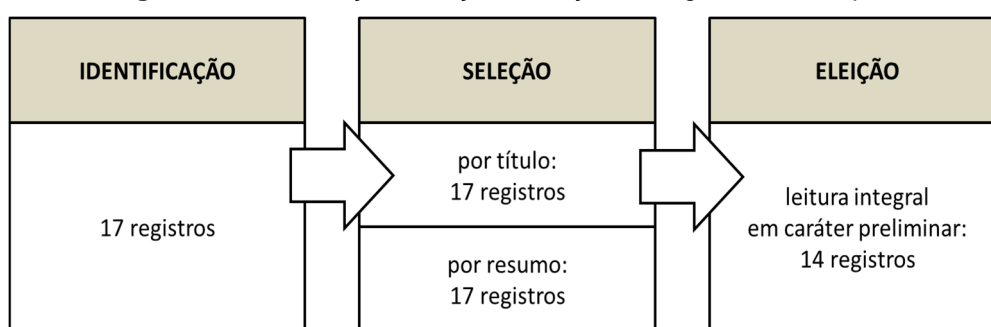 IDENTIFICAÇÃO
17 registros
SELEÇÃO
por título:
17 registros
por resumo:
17 registros
ELEIÇÃO
leitura integral
em caráter preliminar:
14 registros